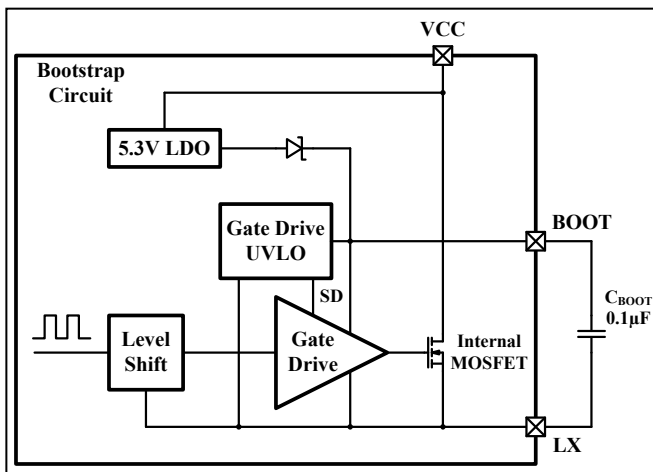 VCC
Bootstrap
Circuit
5.3V LDO
Gate Drive
UVLO
BOOT
SD
CBOOT
0.1µF
Level
Shift
Gate
Drive
Internal
MOSFET
LX